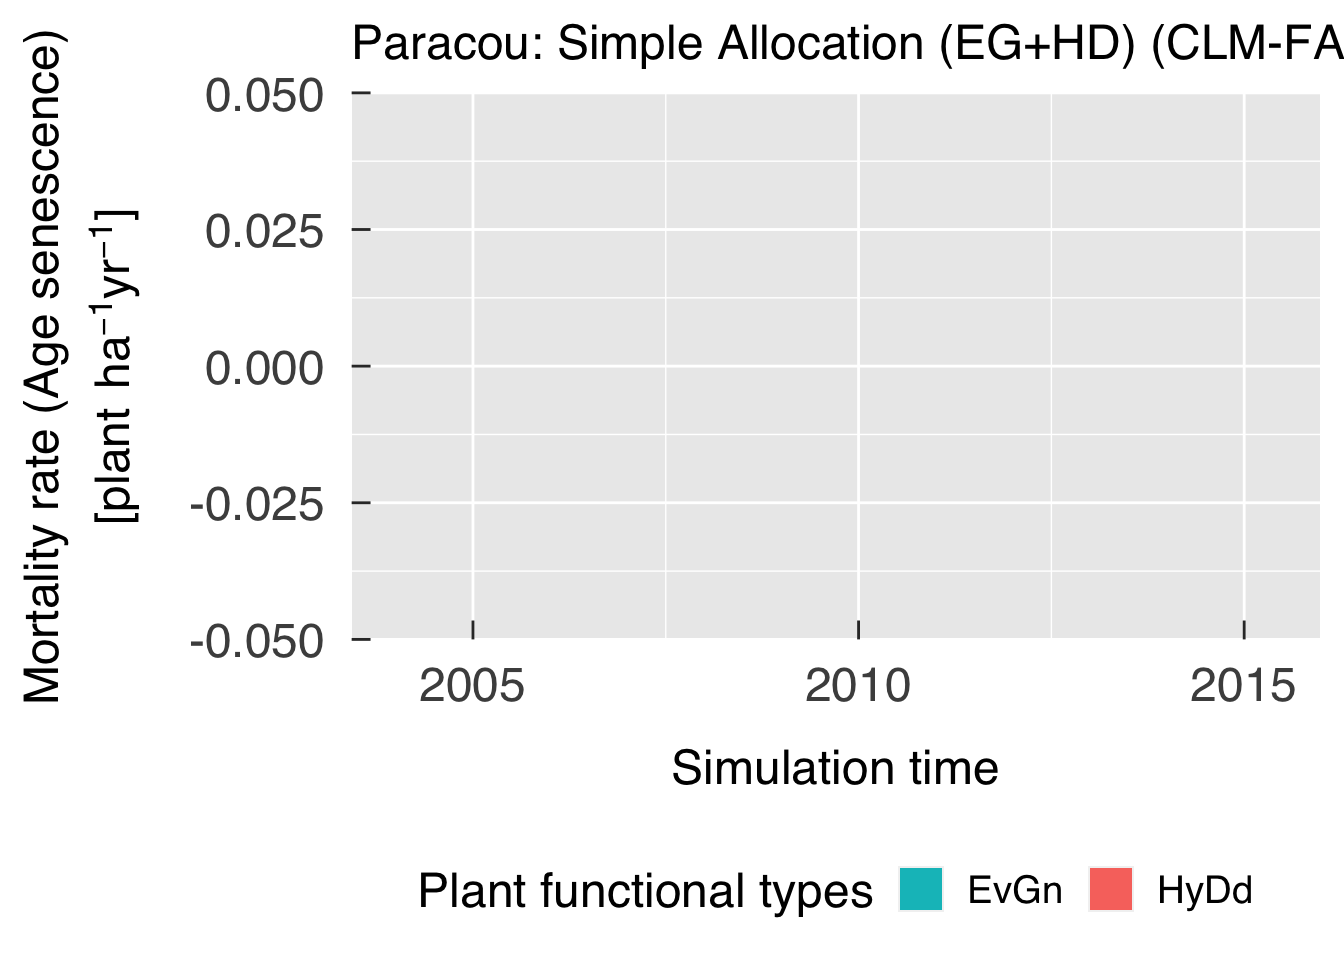 Paracou: Simple Allocation (EG+HD) (CLM-FA
Mortality rate (Age senescence)
[plant ha⁻¹yr⁻¹]
0.050
0.025
0.000
-0.025
-0.050
2005 2010 2015
Simulation time
Plant functional types EvGn HyDd